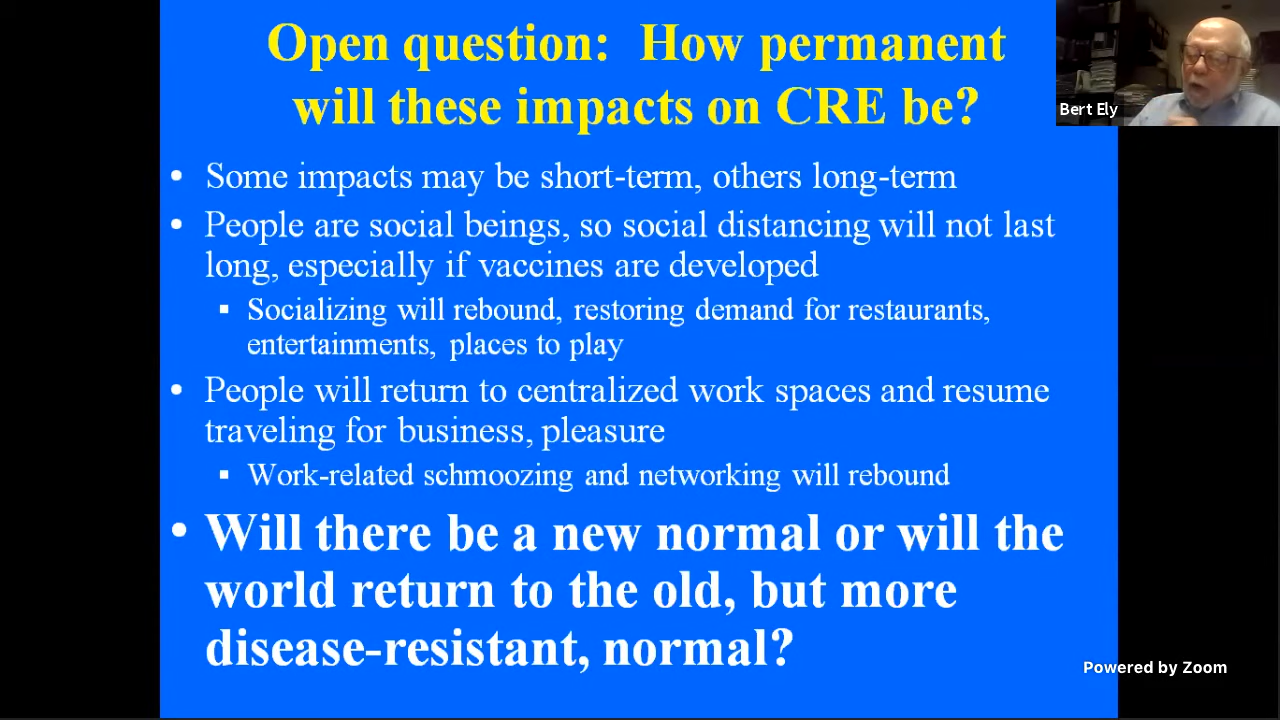 Open question: How permanent
will these impacts on CRE be?
Bert Ely
• Some impacts may be short-term, others long-term
• People are social beings, so social distancing will not last
long, especially if vaccines are developed
▪ Socializing will rebound, restoring demand for restaurants,
entertainments, places to play
• People will return to centralized work spaces and resume
traveling for business, pleasure
▪ Work-related schmoozing and networking will rebound
• Will there be a new normal or will the
world return to the old, but more
disease-resistant, normal?
Powered by Zoom